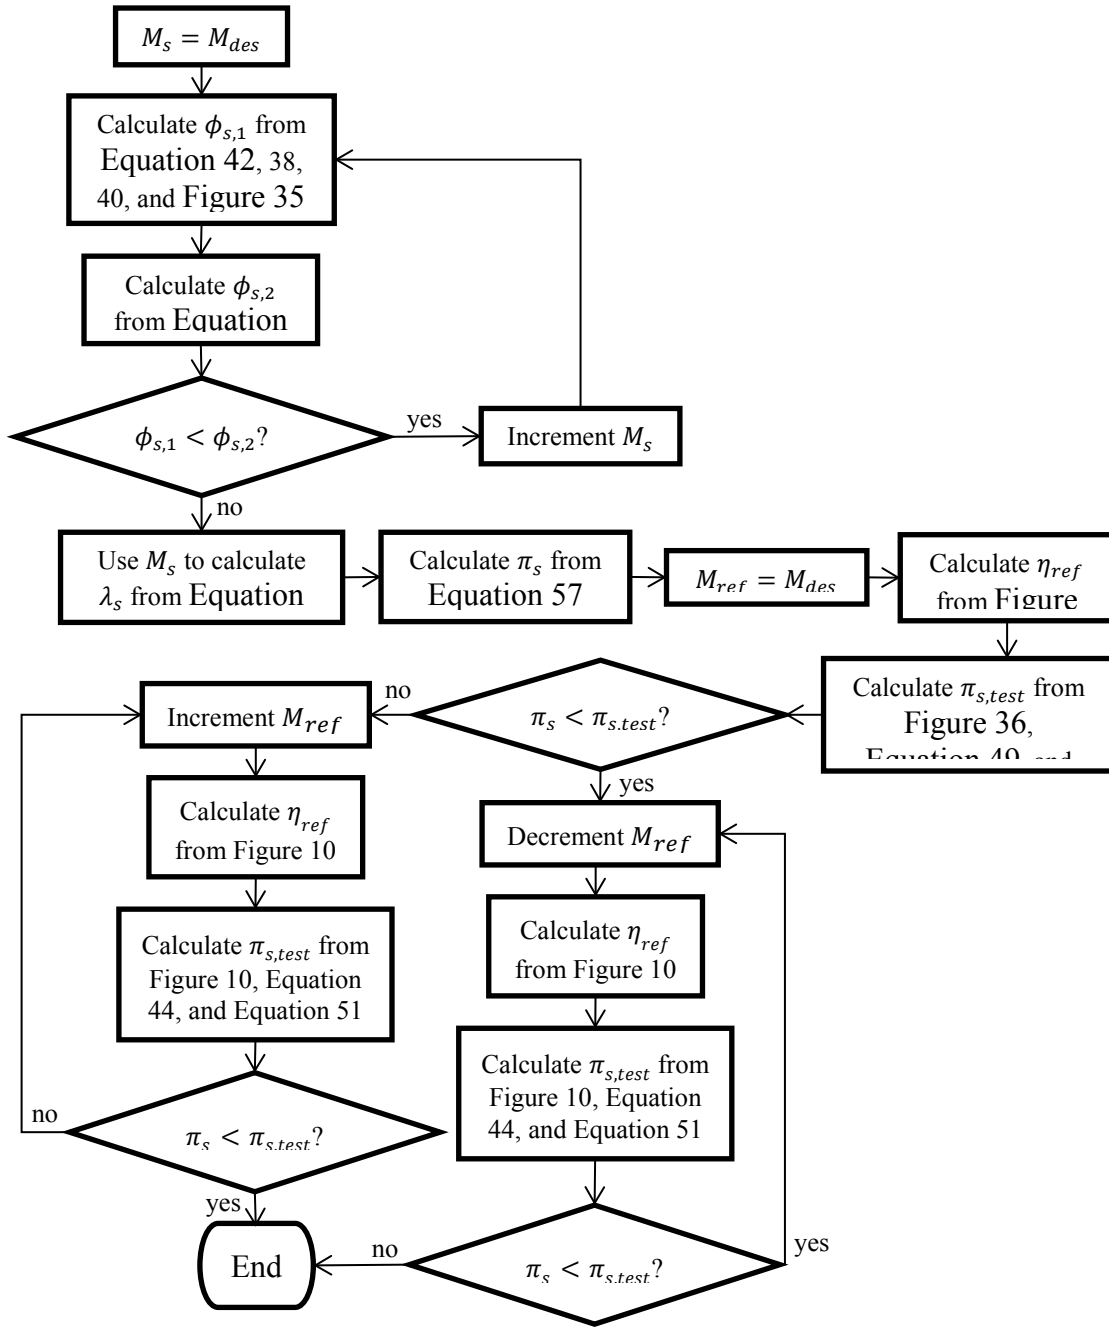 M_s = M_des
Calculate ϕ_s,1 from
Equation 42, 38,
40, and Figure 35
Calculate ϕ_s,2
from Equation
ϕ_s,1 < ϕ_s,2?
yes
Increment M_s
no
Use M_s to calculate
λ_s from Equation
Calculate π_s from
Equation 57
M_ref = M_des
Calculate η_ref
from Figure
Calculate π_s,test from
Figure 36,
Equation 49, and
π_s < π_s,test?
no
yes
Increment M_ref
Calculate η_ref
from Figure 10
Calculate π_s,test from
Figure 10, Equation
44, and Equation 51
π_s < π_s,test?
no
yes
Decrement M_ref
Calculate η_ref
from Figure 10
Calculate π_s,test from
Figure 10, Equation
44, and Equation 51
π_s < π_s,test?
yes
no
End